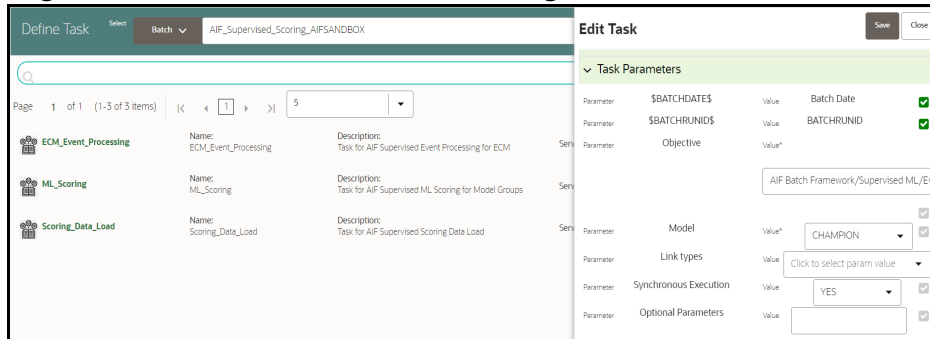 Define Task
Select
Batch
AIF_Supervised_Scoring_AIFSANDBOX
Page 1 of 1 (1-3 of 3 items)
1
5
ECM_Event_Processing
Name:
ECM_Event_Processing
Description:
Task for AIF Supervised Event Processing for ECM
Serv
ML_Scoring
Name:
ML_Scoring
Description:
Task for AIF Supervised ML Scoring for Model Groups
Serv
Scoring_Data_Load
Name:
Scoring_Data_Load
Description:
Task for AIF Supervised Scoring Data Load
Serv
Edit Task
Save
Close
Task Parameters
Parameter $BATCHDATE$ Value Batch Date
Parameter $BATCHRUNID$ Value BATCHRUNID
Parameter Objective Value*
AIF Batch Framework/Supervised ML/Ev
Parameter Model Value* CHAMPION
Parameter Link types Value Click to select param value
Parameter Synchronous Execution Value YES
Parameter Optional Parameters Value